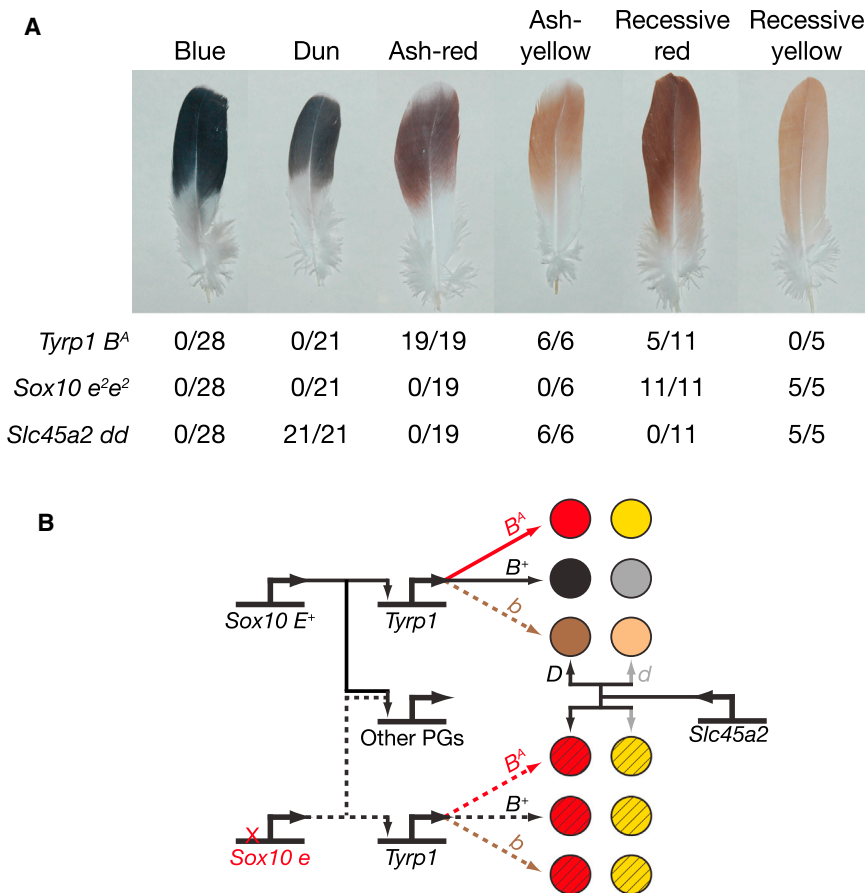 A
Blue Dun Ash-red Ash-yellow Recessive red Recessive yellow
Tyrp1 Bᴬ 0/28 0/21 19/19 6/6 5/11 0/5
Sox10 e²e² 0/28 0/21 0/19 0/6 11/11 5/5
Slc45a2 dd 0/28 21/21 0/19 6/6 0/11 5/5
B
Bᴬ
B⁺
b
Sox10 E⁺ Tyrp1
D d
Other PGs Slc45a2
Bᴬ
B⁺
b
X
Sox10 e Tyrp1